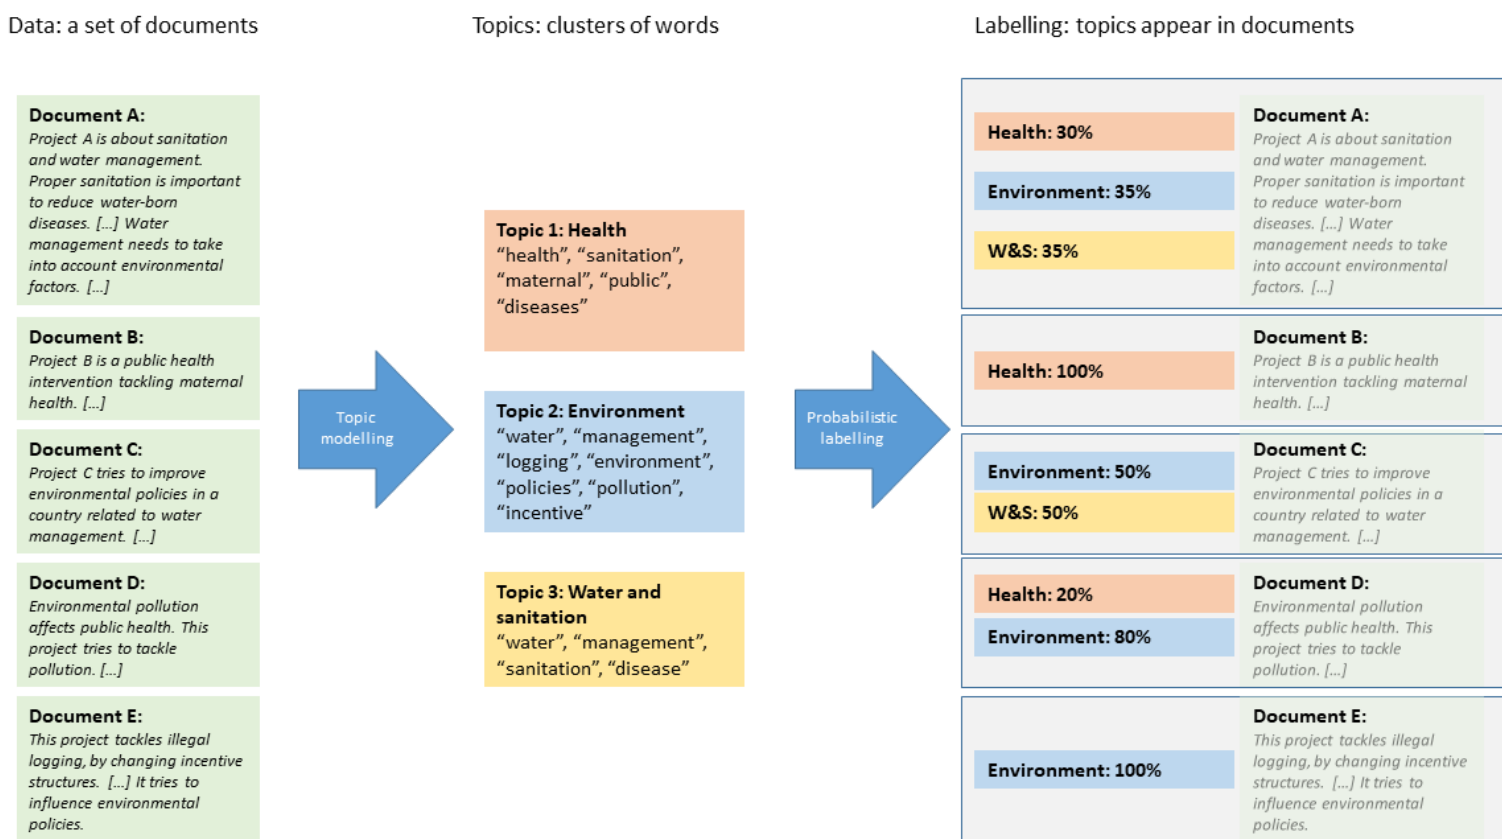 Data: a set of documents
Topics: clusters of words
Labelling: topics appear in documents
Document A:
Project A is about sanitation
and water management.
Proper sanitation is important
to reduce water-born
diseases. […] Water
management needs to take
into account environmental
factors. […]
Document B:
Project B is a public health
intervention tackling maternal
health. […]
Document C:
Project C tries to improve
environmental policies in a
country related to water
management. […]
Document D:
Environmental pollution
affects public health. This
project tries to tackle
pollution. […]
Document E:
This project tackles illegal
logging, by changing incentive
structures. […] It tries to
influence environmental
policies.
Topic
modelling
Topic 1: Health
“health”, “sanitation”,
“maternal”, “public”,
“diseases”
Topic 2: Environment
“water”, “management”,
“logging”, “environment”,
“policies”, “pollution”,
“incentive”
Topic 3: Water and
sanitation
“water”, “management”,
“sanitation”, “disease”
Probabilistic
labelling
Health: 30%
Environment: 35%
W&S: 35%
Document A:
Project A is about sanitation
and water management.
Proper sanitation is important
to reduce water-born
diseases. […] Water
management needs to take
into account environmental
factors. […]
Health: 100%
Document B:
Project B is a public health
intervention tackling maternal
health. […]
Environment: 50%
W&S: 50%
Document C:
Project C tries to improve
environmental policies in a
country related to water
management. […]
Health: 20%
Environment: 80%
Document D:
Environmental pollution
affects public health. This
project tries to tackle
pollution. […]
Environment: 100%
Document E:
This project tackles illegal
logging, by changing incentive
structures. […] It tries to
influence environmental
policies.